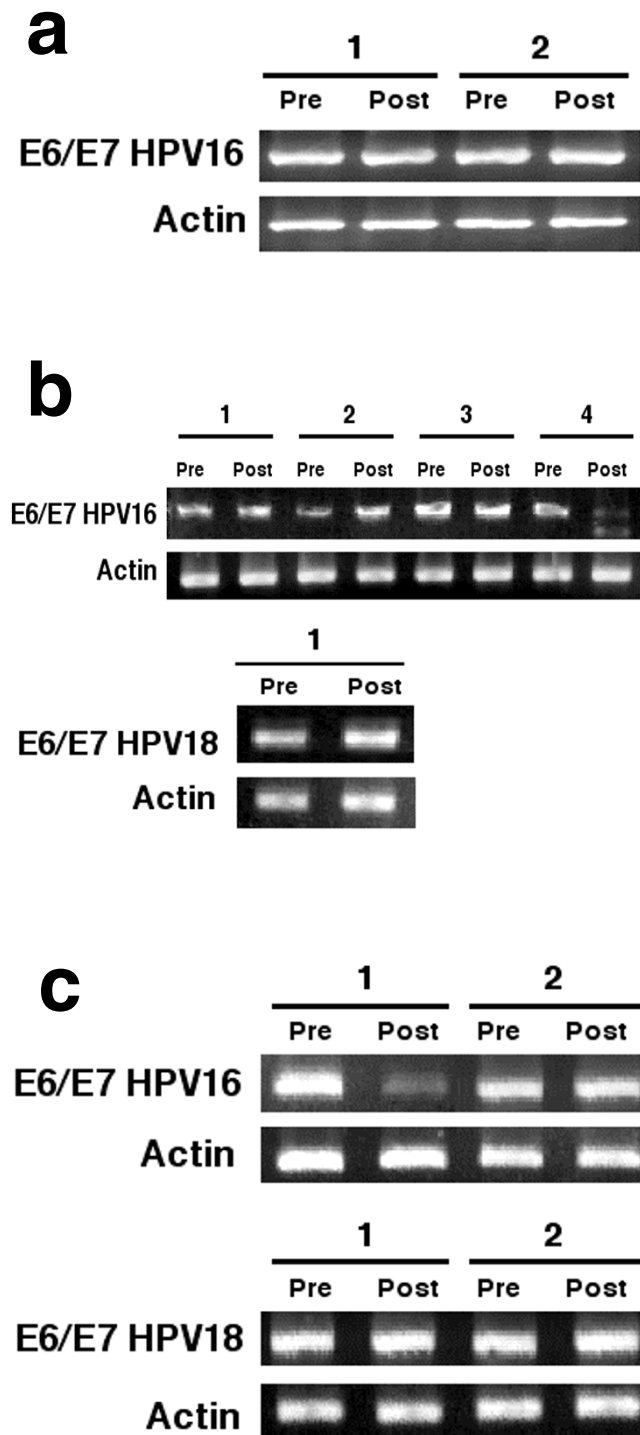 a
1 2
Pre Post Pre Post
E6/E7 HPV16
Actin
b
1 2 3 4
Pre Post Pre Post Pre Post Pre Post
E6/E7 HPV16
Actin
1
Pre Post
E6/E7 HPV18
Actin
c
1 2
Pre Post Pre Post
E6/E7 HPV16
Actin
1 2
Pre Post Pre Post
E6/E7 HPV18
Actin